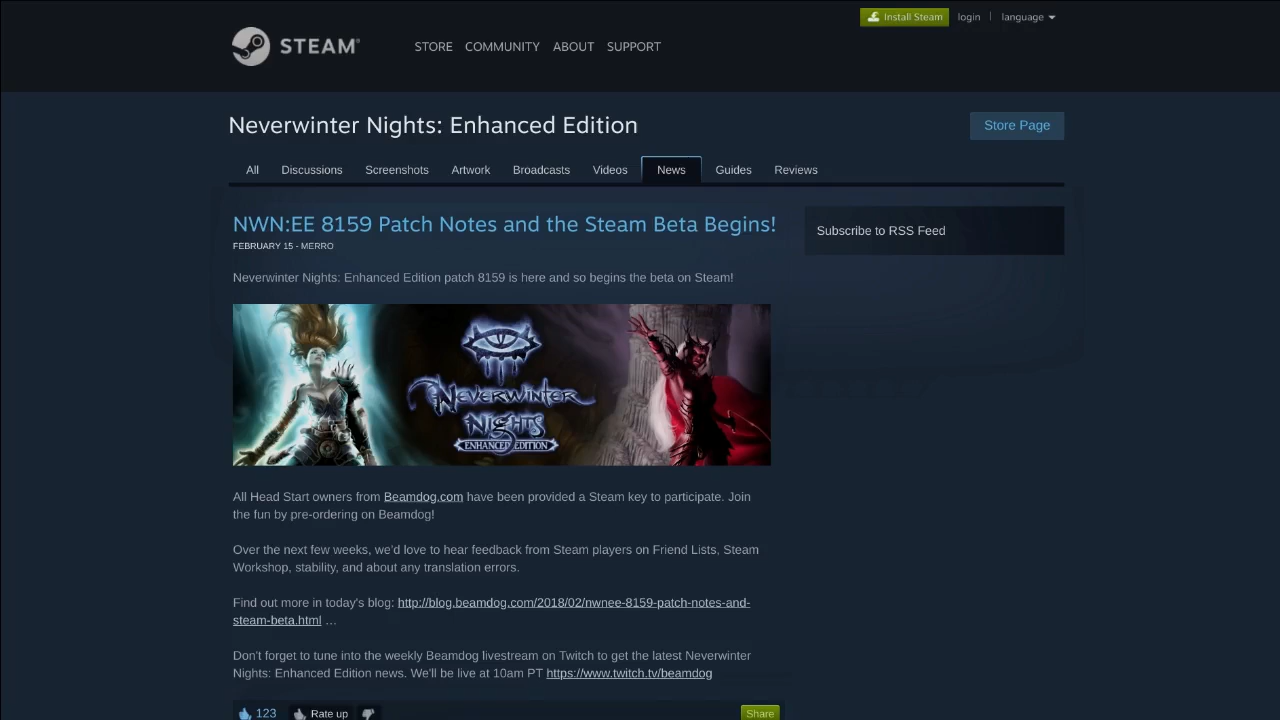 Install Steam
login
language
STEAM®
STORE
COMMUNITY
ABOUT
SUPPORT
Neverwinter Nights: Enhanced Edition
Store Page
All
Discussions
Screenshots
Artwork
Broadcasts
Videos
News
Guides
Reviews
NWN:EE 8159 Patch Notes and the Steam Beta Begins!
FEBRUARY 15 - MERRO
Subscribe to RSS Feed
Neverwinter Nights: Enhanced Edition patch 8159 is here and so begins the beta on Steam!
NEVERWINTER
NIGHTS
ENHANCED EDITION
All Head Start owners from Beamdog.com have been provided a Steam key to participate. Join
the fun by pre-ordering on Beamdog!
Over the next few weeks, we'd love to hear feedback from Steam players on Friend Lists, Steam
Workshop, stability, and about any translation errors.
Find out more in today's blog: http://blog.beamdog.com/2018/02/nwnee-8159-patch-notes-and-
steam-beta.html …
Don't forget to tune into the weekly Beamdog livestream on Twitch to get the latest Neverwinter
Nights: Enhanced Edition news. We'll be live at 10am PT https://www.twitch.tv/beamdog
123
Rate up
Share